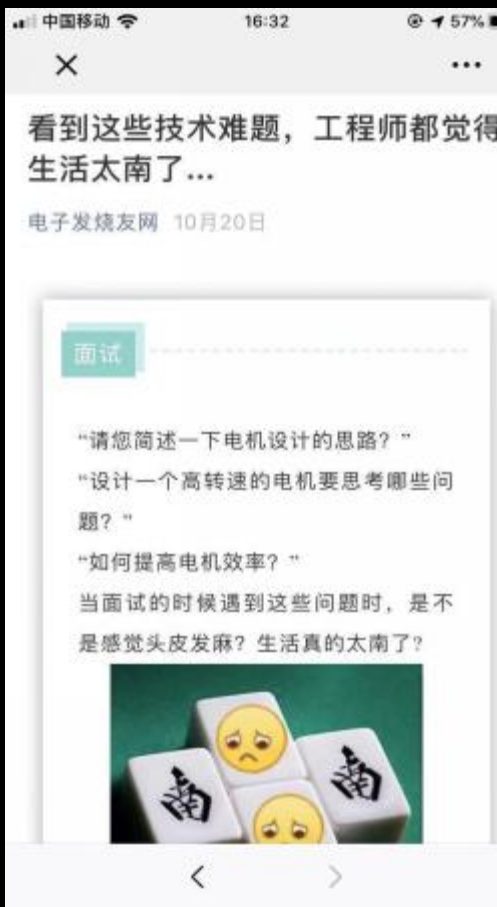 中国移动 16:32 57%
看到这些技术难题，工程师都觉得
生活太南了...
电子发烧友网 10月20日
面试
“请您简述一下电机设计的思路？”
“设计一个高转速的电机要思考哪些问
题？”
“如何提高电机效率？”
当面试的时候遇到这些问题时，是不
是感觉头皮发麻？生活真的太南了?
南 南